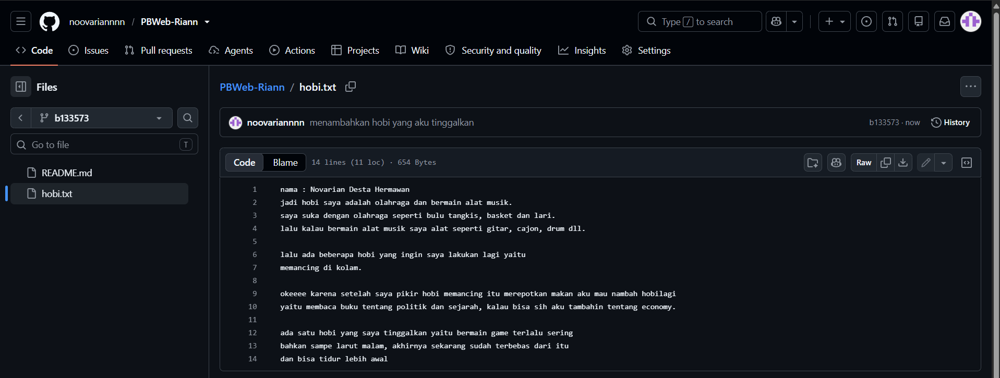 noovariannnn / PBWeb-Riann
Type / to search
Code Issues Pull requests Agents Actions Projects Wiki Security and quality Insights Settings
Files
b133573
Go to file T
README.md
hobi.txt
PBWeb-Riann / hobi.txt
noovariannnn menambahkan hobi yang aku tinggalkan b133573 · now History
Code Blame 14 lines (11 loc) · 654 Bytes Raw
1 nama : Novarian Desta Hermawan
2 jadi hobi saya adalah olahraga dan bermain alat musik.
3 saya suka dengan olahraga seperti bulu tangkis, basket dan lari.
4 lalu kalau bermain alat musik saya alat seperti gitar, cajon, drum dll.
5
6 lalu ada beberapa hobi yang ingin saya lakukan lagi yaitu
7 memancing di kolam.
8
9 okeeee karena setelah saya pikir hobi memancing itu merepotkan makan aku mau nambah hobilagi
10 yaitu membaca buku tentang politik dan sejarah, kalau bisa sih aku tambahin tentang economy.
11
12 ada satu hobi yang saya tinggalkan yaitu bermain game terlalu sering
13 bahkan sampe larut malam, akhirnya sekarang sudah terbebas dari itu
14 dan bisa tidur lebih awal